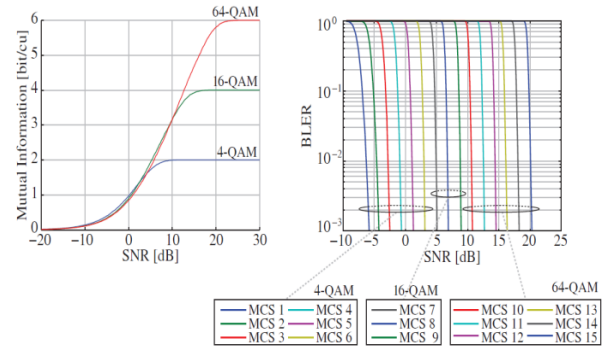 Mutual Information [bit/cu]
6
5
4
3
2
1
0
-20 -10 0 10 20 30
SNR [dB]
64-QAM
16-QAM
4-QAM
BLER
10⁰
10⁻¹
10⁻²
10⁻³
-10 -5 0 5 10 15 20 25
SNR [dB]
4-QAM
MCS 1 MCS 4
MCS 2 MCS 5
MCS 3 MCS 6
16-QAM
MCS 7
MCS 8
MCS 9
64-QAM
MCS 10 MCS 13
MCS 11 MCS 14
MCS 12 MCS 15